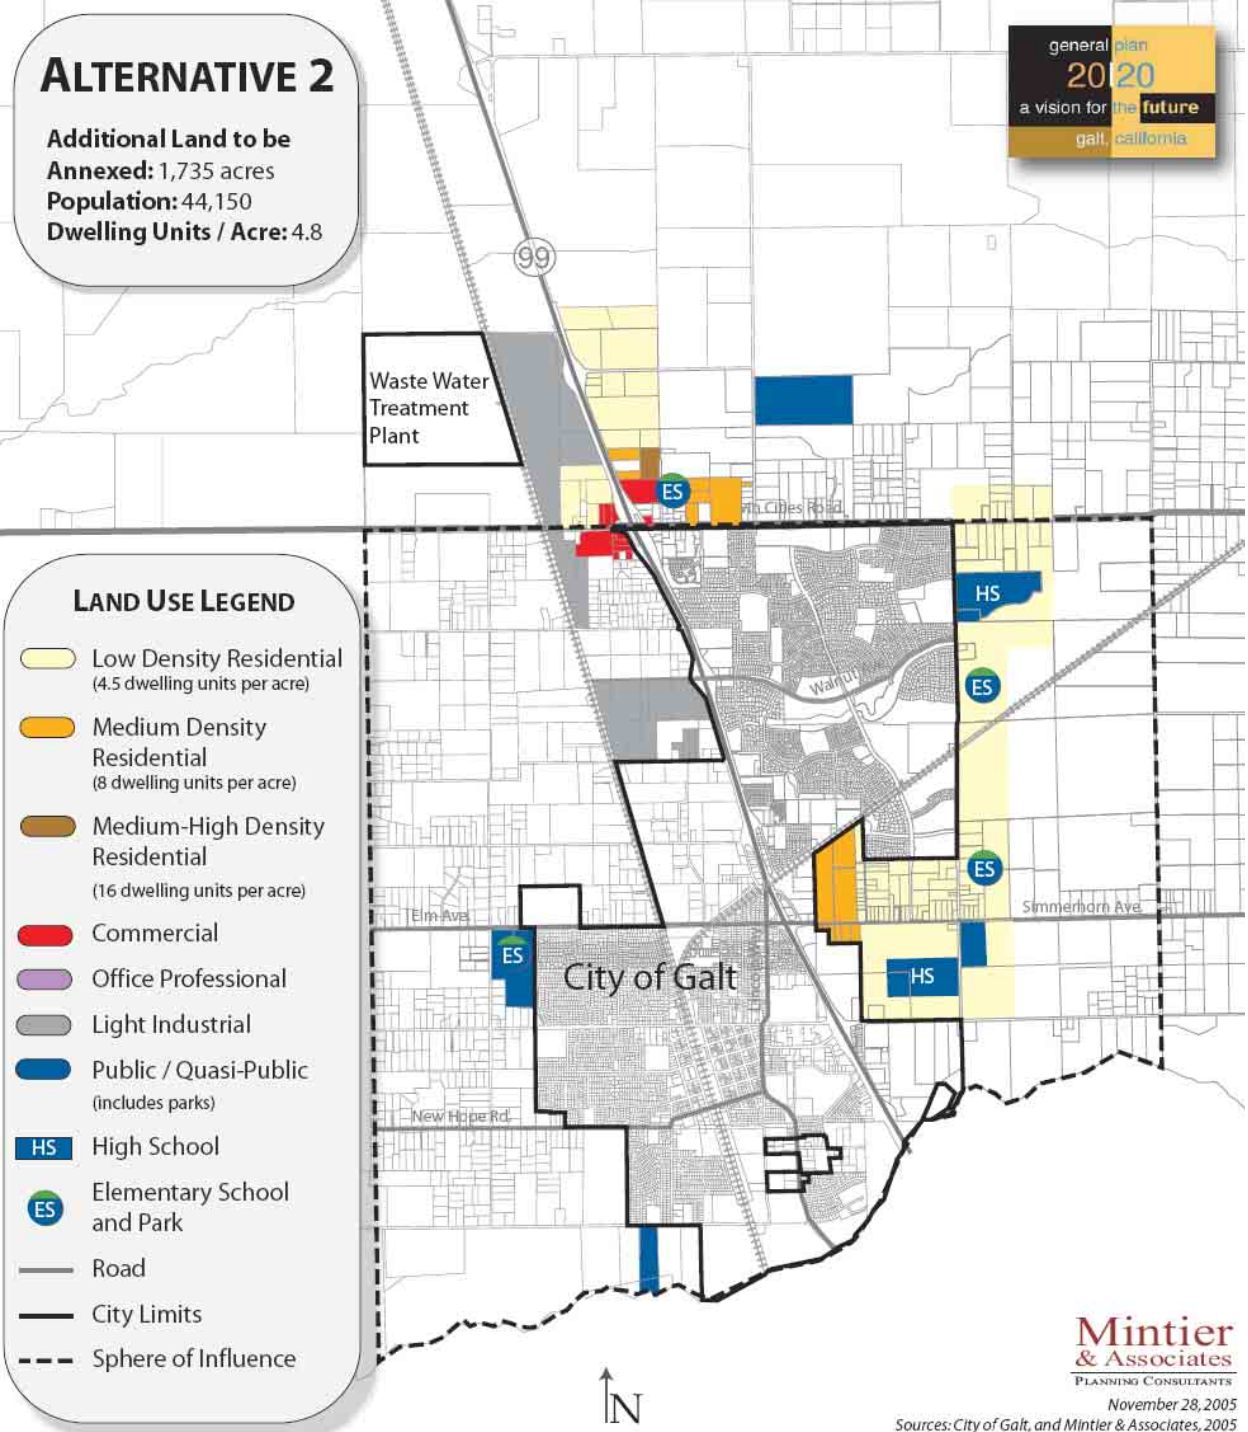 ALTERNATIVE 2
Additional Land to be
Annexed: 1,735 acres
Population: 44,150
Dwelling Units / Acre: 4.8
general plan
20|20
a vision for the future
galt, california
99
Waste Water
Treatment
Plant
ES
Cities Road
HS
Walnut Ave.
ES
ES
Elm Ave.
Simmerhorn Ave.
ES
City of Galt
HS
New Hope Rd.
LAND USE LEGEND
Low Density Residential
(4.5 dwelling units per acre)
Medium Density
Residential
(8 dwelling units per acre)
Medium-High Density
Residential
(16 dwelling units per acre)
Commercial
Office Professional
Light Industrial
Public / Quasi-Public
(includes parks)
HS High School
ES Elementary School
and Park
Road
City Limits
Sphere of Influence
N
Mintier
& Associates
PLANNING CONSULTANTS
November 28, 2005
Sources: City of Galt, and Mintier & Associates, 2005